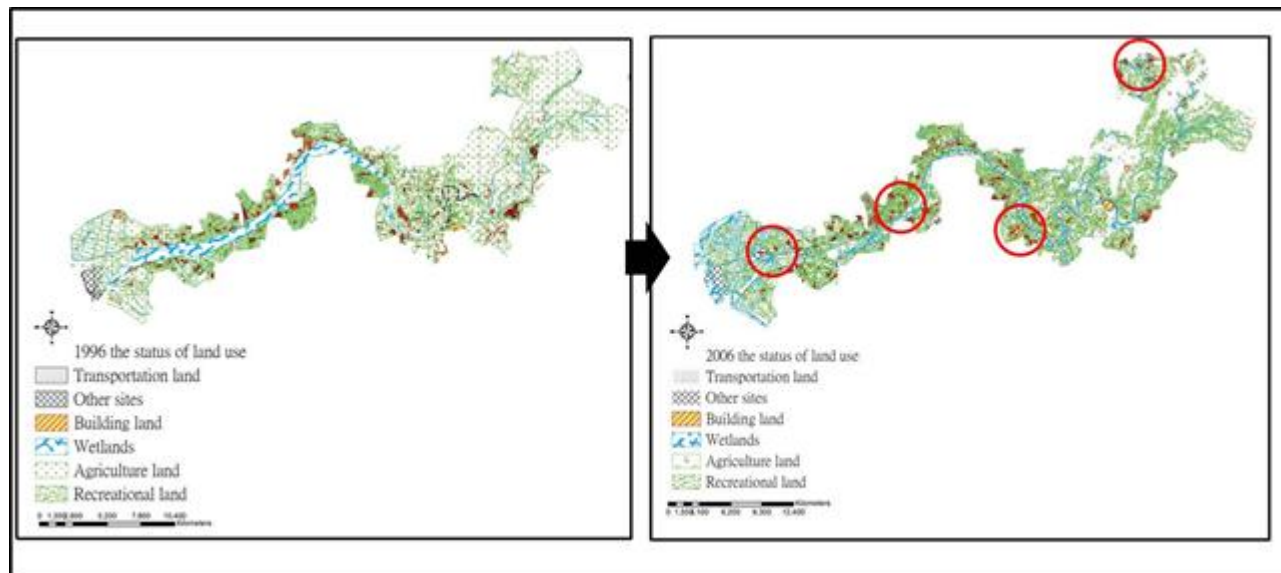 1996 the status of land use
Transportation land
Other sites
Building land
Wetlands
Agriculture land
Recreational land
Kilometers
2006 the status of land use
Transportation land
Other sites
Building land
Wetlands
Agriculture land
Recreational land
Kilometers